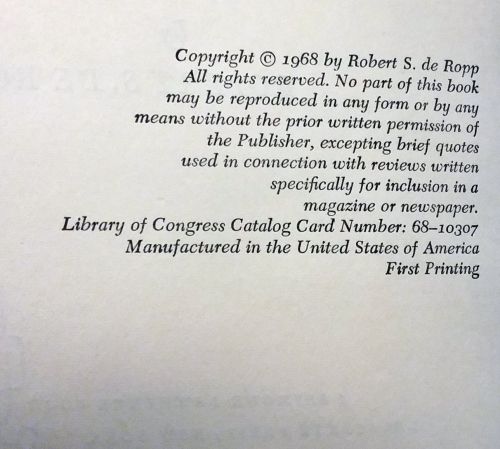 Copyright © 1968 by Robert S. de Ropp
All rights reserved. No part of this book
may be reproduced in any form or by any
means without the prior written permission of
the Publisher, excepting brief quotes
used in connection with reviews written
specifically for inclusion in a
magazine or newspaper.
Library of Congress Catalog Card Number: 68–10307
Manufactured in the United States of America
First Printing